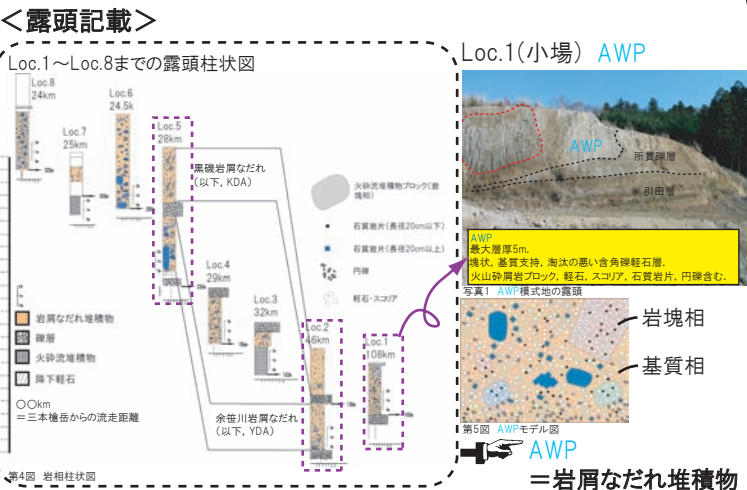 ＜露頭記載＞
Loc.1～Loc.8までの露頭柱状図
Loc.8
24km
Loc.7
25km
Loc.6
24.5k
Loc.5
28km
黒磯岩屑なだれ
(以下, KDA)
Loc.4
29km
Loc.3
32km
Loc.2
46km
Loc.1
108km
余笹川岩屑なだれ
(以下, YDA)
火砕流堆積物ブロック(岩塊相)
石質岩片(長径20cm以下)
石質岩片(長径20cm以上)
円礫
軽石・スコリア
岩屑なだれ堆積物
礫層
火砕流堆積物
降下軽石
○○km
＝三本槍岳からの流走距離
第4図 岩相柱状図
Loc.1(小場) AWP
AWP
所貫礫層
引田層
AWP
最大層厚5m.
塊状, 基質支持, 淘汰の悪い含角礫軽石層.
火山砕屑岩ブロック, 軽石, スコリア, 石質岩片, 円礫含む.
写真1 AWP模式地の露頭
岩塊相
基質相
第5図 AWPモデル図
AWP
＝岩屑なだれ堆積物